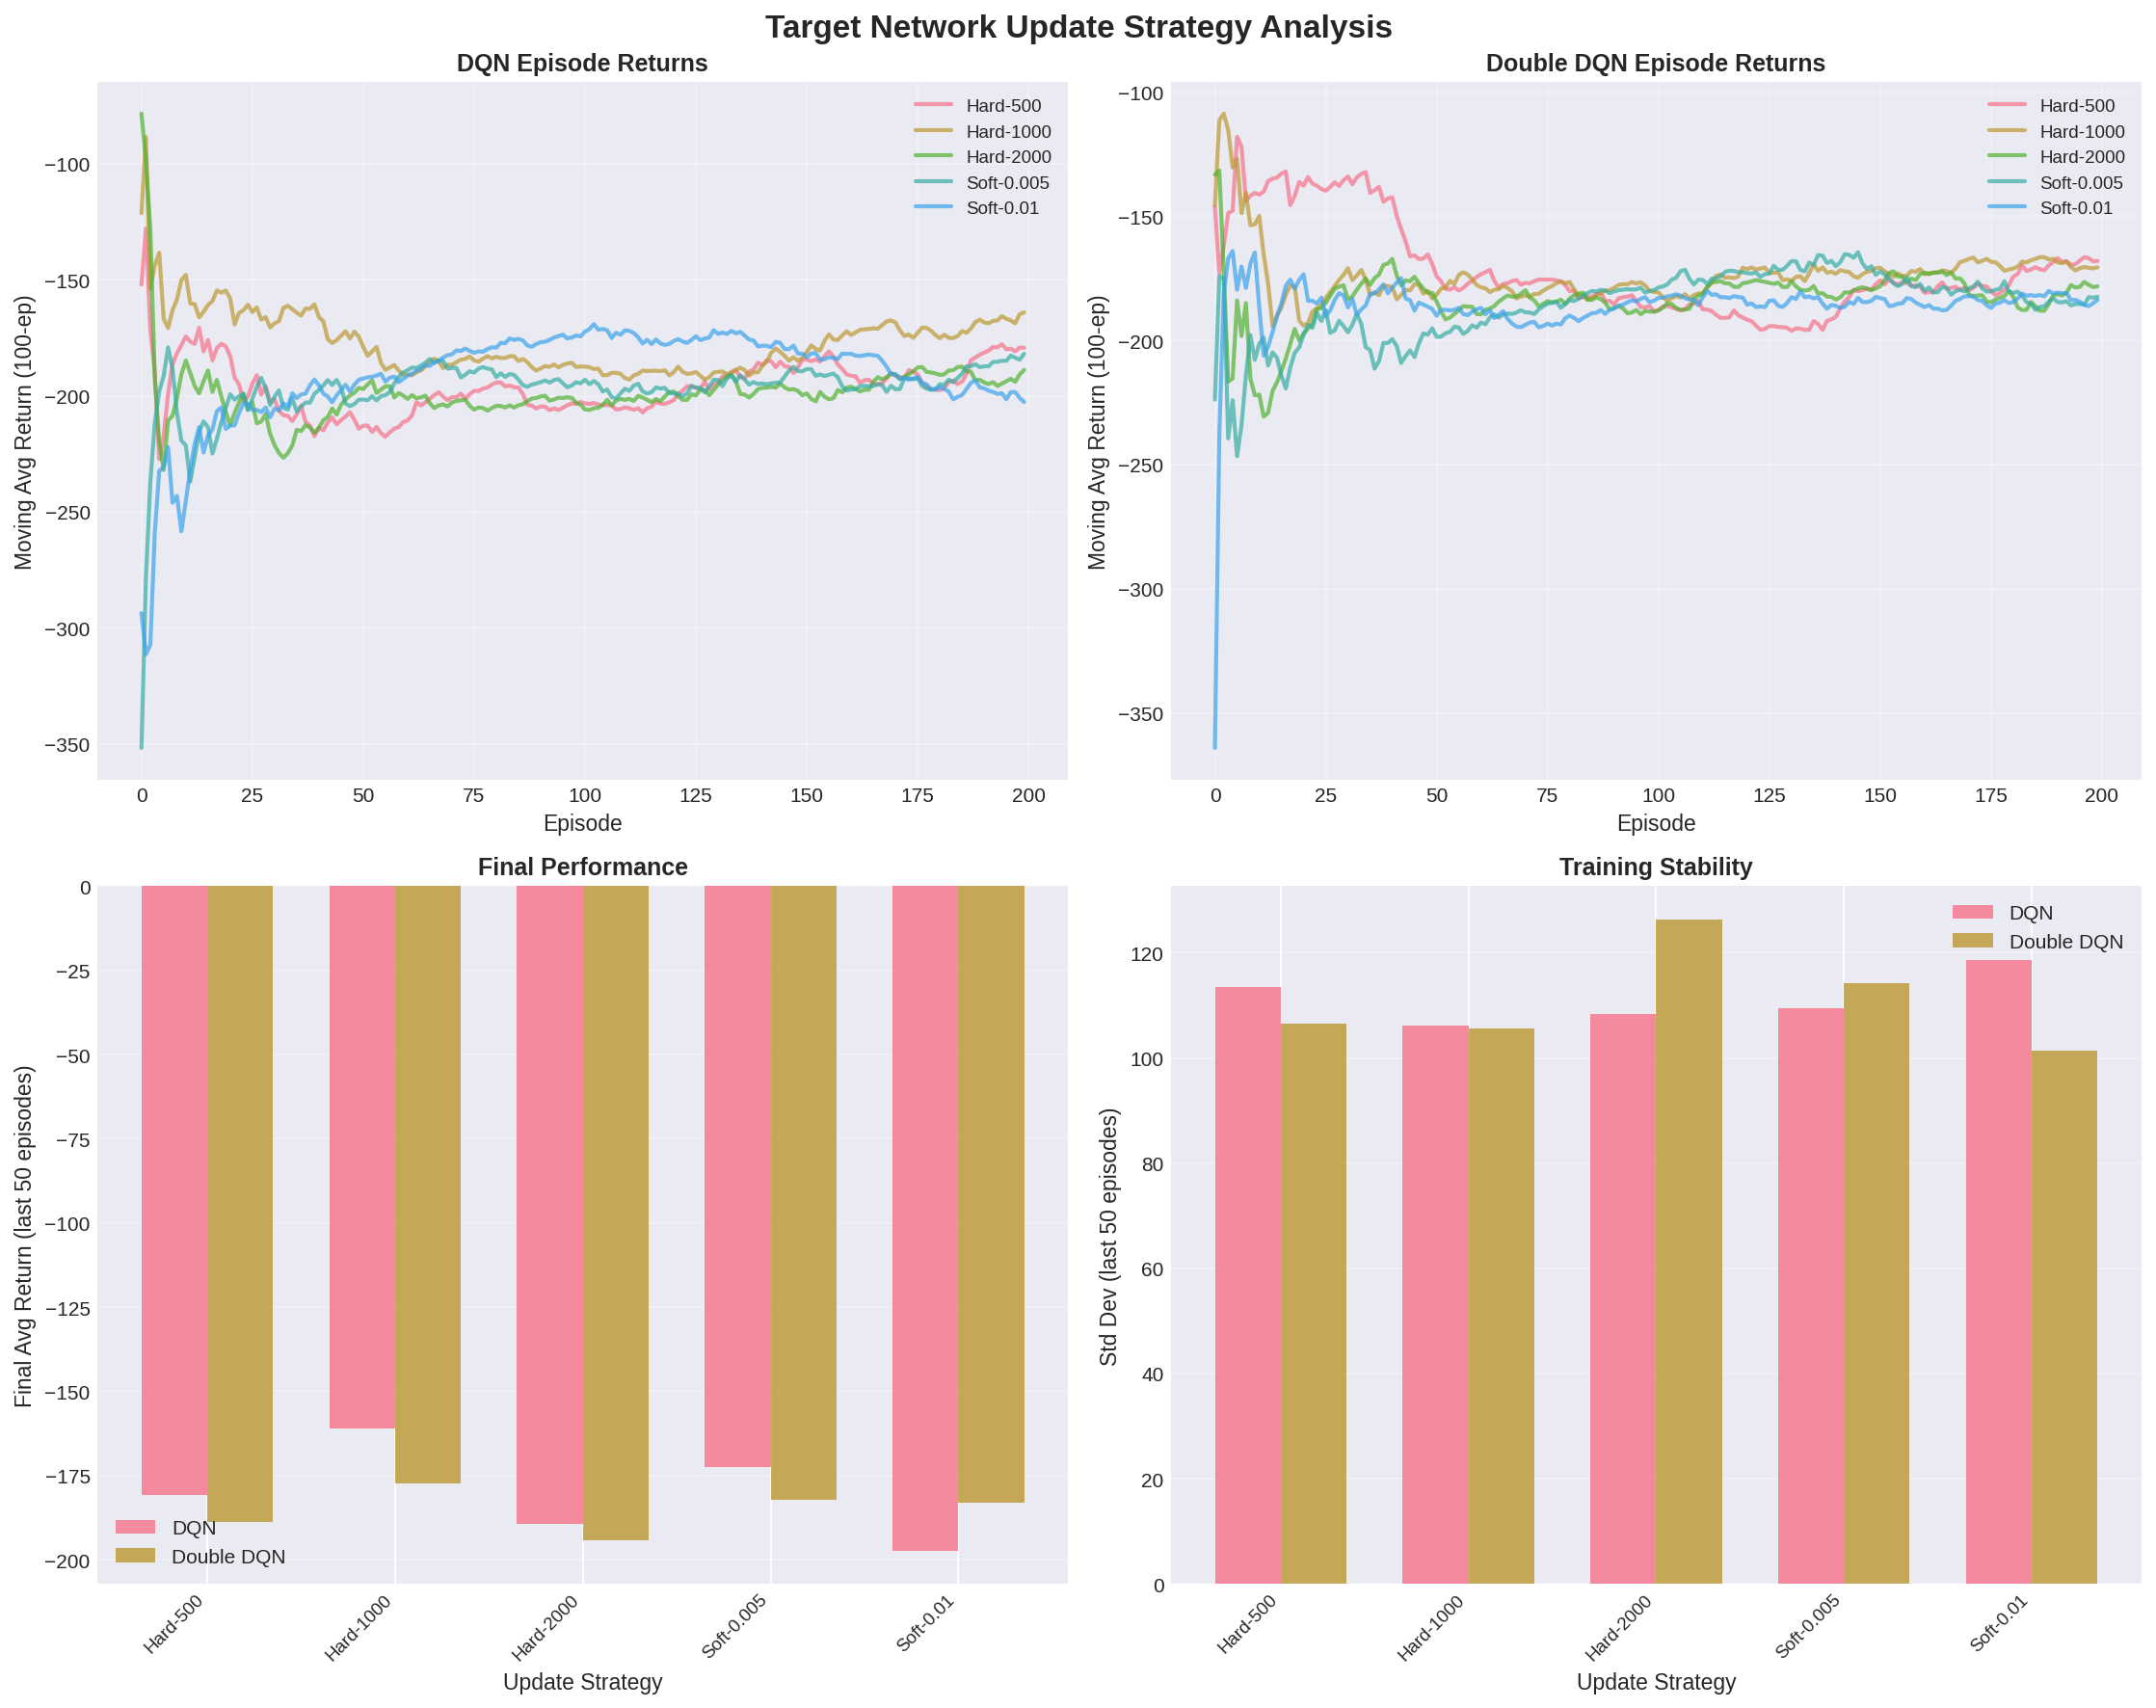 Target Network Update Strategy Analysis
DQN Episode Returns
Moving Avg Return (100-ep)
−100
−150
−200
−250
−300
−350
Hard-500
Hard-1000
Hard-2000
Soft-0.005
Soft-0.01
0 25 50 75 100 125 150 175 200
Episode
Double DQN Episode Returns
Moving Avg Return (100-ep)
−100
−150
−200
−250
−300
−350
Hard-500
Hard-1000
Hard-2000
Soft-0.005
Soft-0.01
0 25 50 75 100 125 150 175 200
Episode
Final Performance
Final Avg Return (last 50 episodes)
0
−25
−50
−75
−100
−125
−150
−175
−200
DQN
Double DQN
Hard-500 Hard-1000 Hard-2000 Soft-0.005 Soft-0.01
Update Strategy
Training Stability
Std Dev (last 50 episodes)
120
100
80
60
40
20
0
DQN
Double DQN
Hard-500 Hard-1000 Hard-2000 Soft-0.005 Soft-0.01
Update Strategy